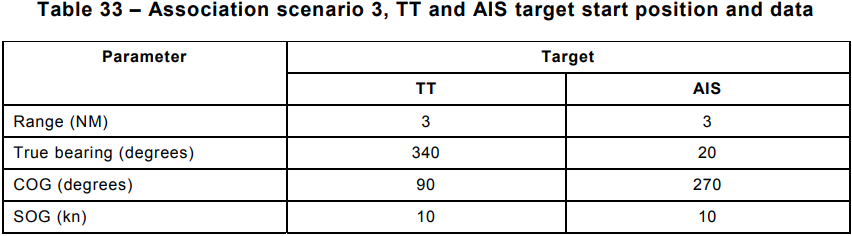 Table 33 – Association scenario 3, TT and AIS target start position and data
Parameter Target
TT AIS
Range (NM) 3 3
True bearing (degrees) 340 20
COG (degrees) 90 270
SOG (kn) 10 10